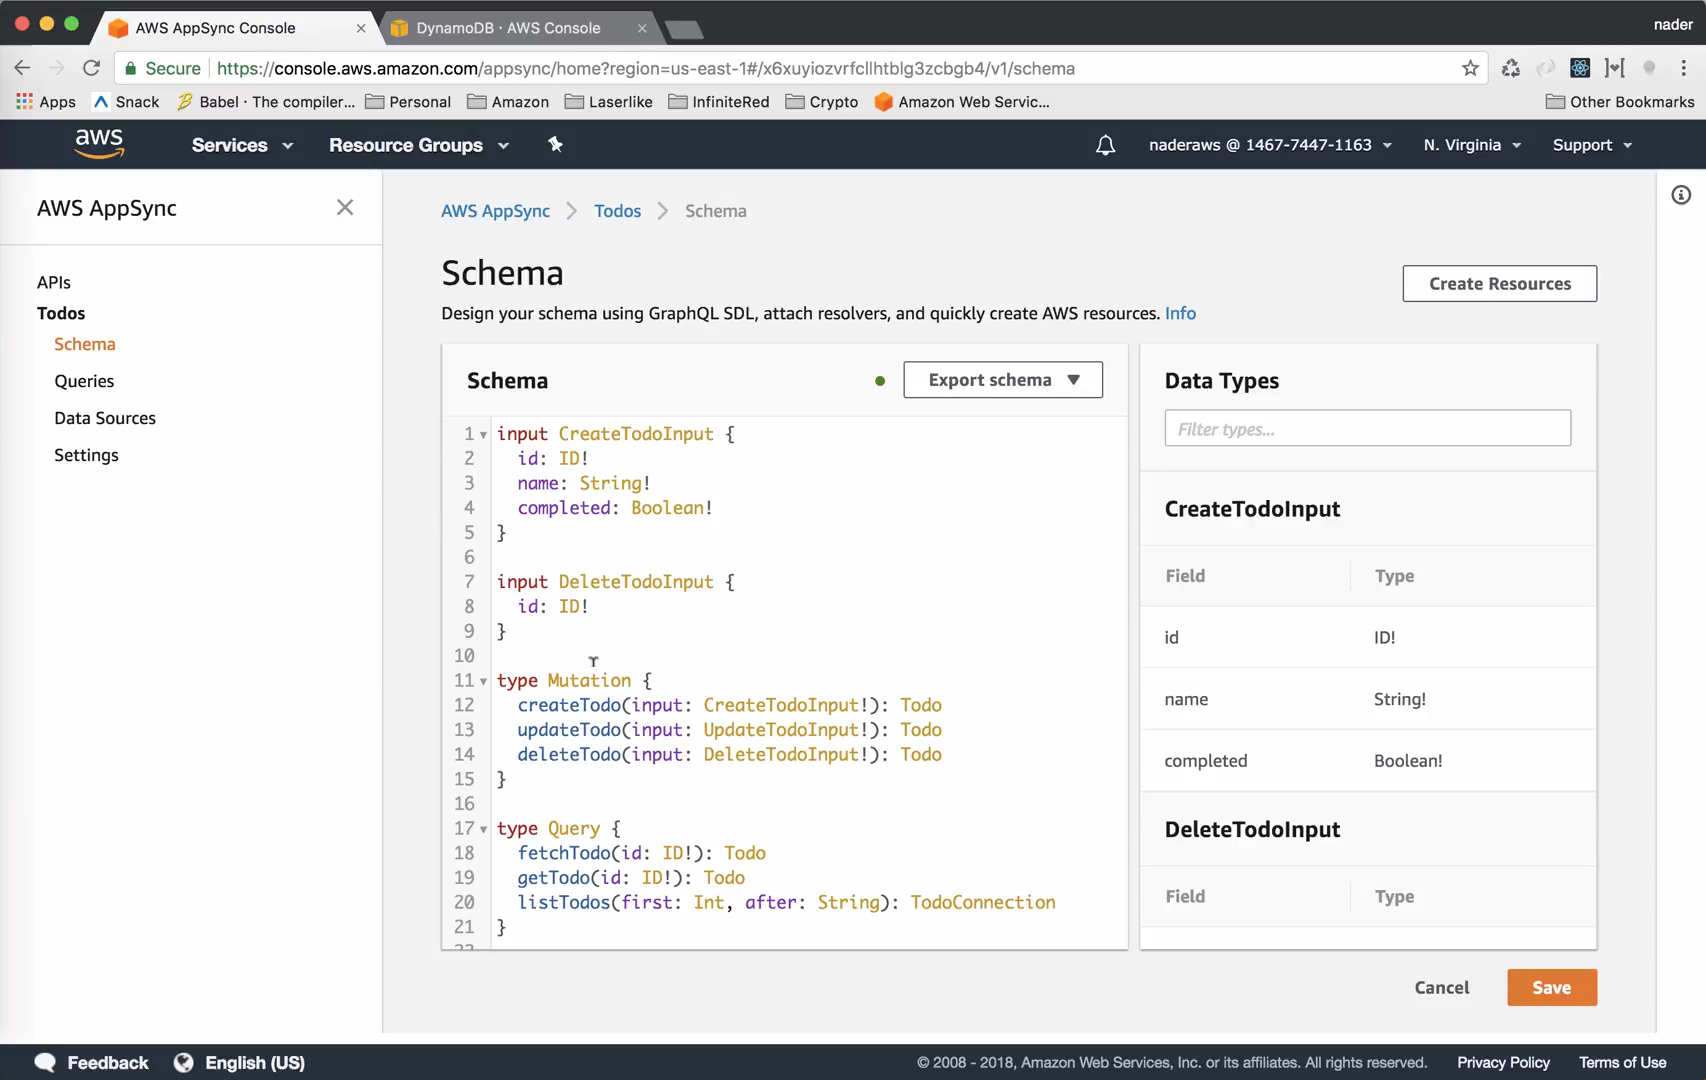 AWS AppSync Console
DynamoDB · AWS Console
nader
Secure
https://console.aws.amazon.com/appsync/home?region=us-east-1#/x6xuyiozvrfcllhtblg3zcbgb4/v1/schema
Apps
Snack
Babel · The compiler...
Personal
Amazon
Laserlike
InfiniteRed
Crypto
Amazon Web Servic...
Other Bookmarks
aws
Services
Resource Groups
naderaws @ 1467-7447-1163
N. Virginia
Support
AWS AppSync
APIs
Todos
Schema
Queries
Data Sources
Settings
AWS AppSync
Todos
Schema
Schema
Design your schema using GraphQL SDL, attach resolvers, and quickly create AWS resources. Info
Create Resources
Schema
Export schema
1 input CreateTodoInput {
2 id: ID!
3 name: String!
4 completed: Boolean!
5 }
6
7 input DeleteTodoInput {
8 id: ID!
9 }
10
11 type Mutation {
12 createTodo(input: CreateTodoInput!): Todo
13 updateTodo(input: UpdateTodoInput!): Todo
14 deleteTodo(input: DeleteTodoInput!): Todo
15 }
16
17 type Query {
18 fetchTodo(id: ID!): Todo
19 getTodo(id: ID!): Todo
20 listTodos(first: Int, after: String): TodoConnection
21 }
Data Types
Filter types...
CreateTodoInput
Field Type
id ID!
name String!
completed Boolean!
DeleteTodoInput
Field Type
Cancel
Save
Feedback
English (US)
© 2008 - 2018, Amazon Web Services, Inc. or its affiliates. All rights reserved.
Privacy Policy
Terms of Use